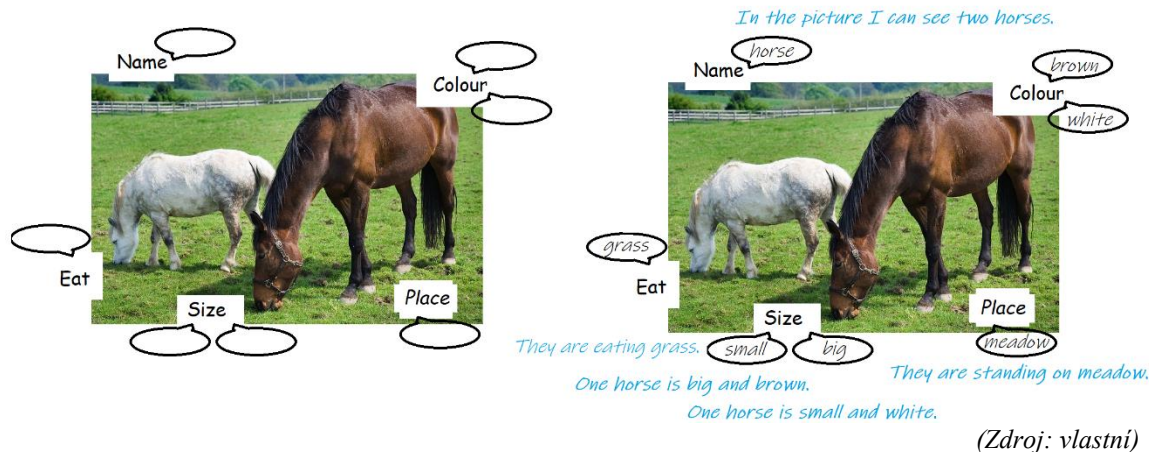 In the picture I can see two horses.
Name
Colour
Eat
Size
Place
Name
horse
brown
Colour
white
grass
Eat
Size
Place
small
big
meadow
They are eating grass.
They are standing on meadow.
One horse is big and brown.
One horse is small and white.
(Zdroj: vlastní)